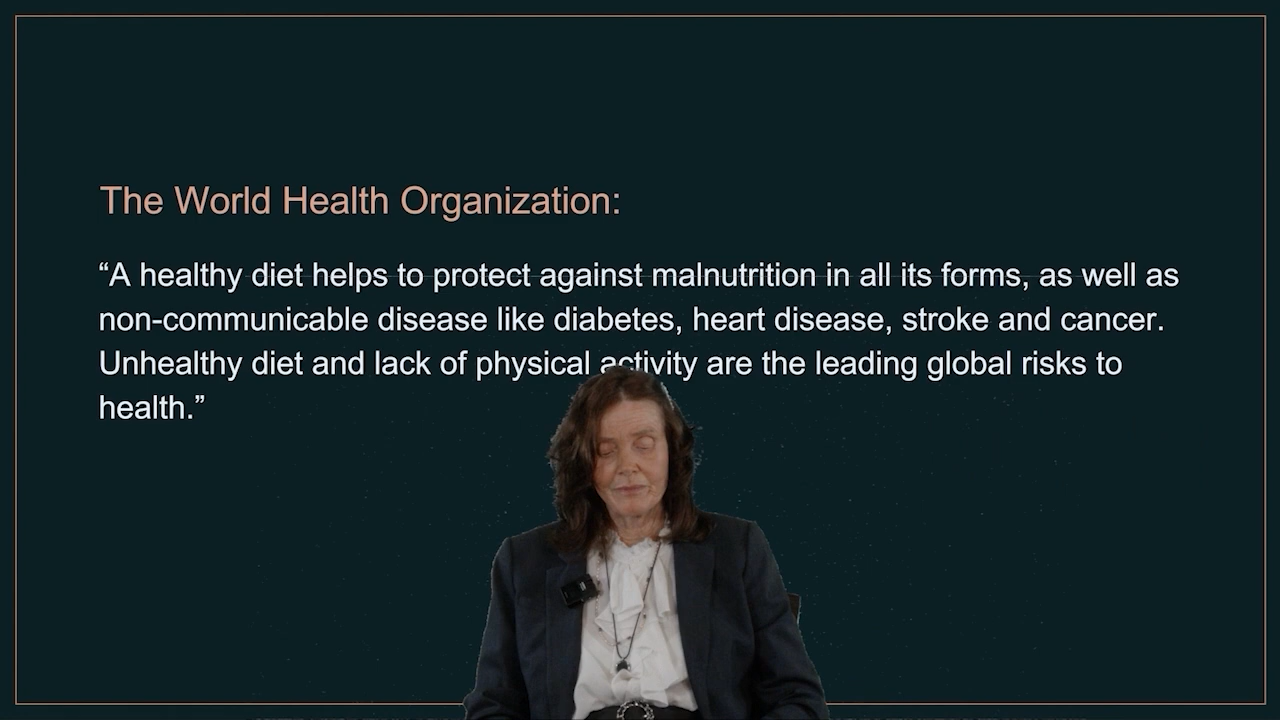 The World Health Organization:
“A healthy diet helps to protect against malnutrition in all its forms, as well as
non-communicable disease like diabetes, heart disease, stroke and cancer.
Unhealthy diet and lack of physical activity are the leading global risks to
health.”